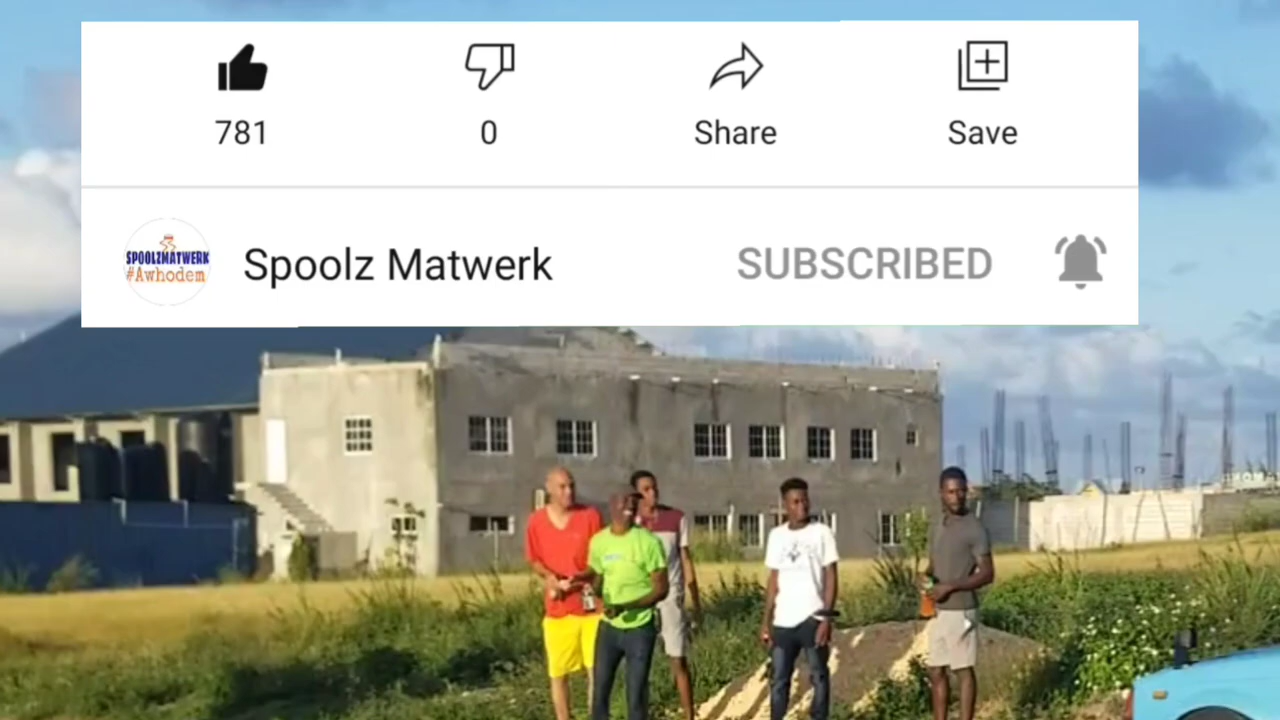 781
0
Share
Save
SPOOLZMATWERK
#Awhodem
Spoolz Matwerk
SUBSCRIBED